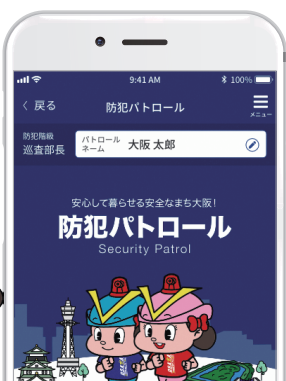 9:41 AM 100%
〈 戻る 防犯パトロール
メニュー
防犯階級
巡査部長
パトロール
ネーム
大阪 太郎
安心して暮らせる安全なまち大阪!
防犯パトロール
Security Patrol